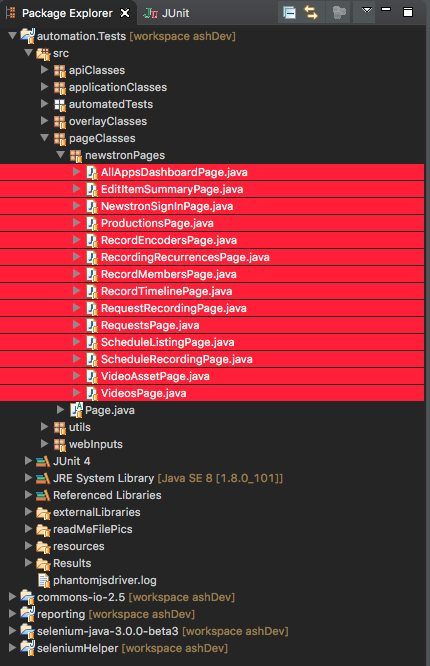 Package Explorer JUnit
automation.Tests [workspace ashDev]
src
apiClasses
applicationClasses
automatedTests
overlayClasses
pageClasses
newstronPages
AllAppsDashboardPage.java
EditItemSummaryPage.java
NewstronSignInPage.java
ProductionsPage.java
RecordEncodersPage.java
RecordingRecurrencesPage.java
RecordMembersPage.java
RecordTimelinePage.java
RequestRecordingPage.java
RequestsPage.java
ScheduleListingPage.java
ScheduleRecordingPage.java
VideoAssetPage.java
VideosPage.java
Page.java
utils
webInputs
JUnit 4
JRE System Library [Java SE 8 [1.8.0_101]]
Referenced Libraries
externalLibraries
readMeFilePics
resources
Results
phantomjsdriver.log
commons-io-2.5 [workspace ashDev]
reporting [workspace ashDev]
selenium-java-3.0.0-beta3 [workspace ashDev]
seleniumHelper [workspace ashDev]